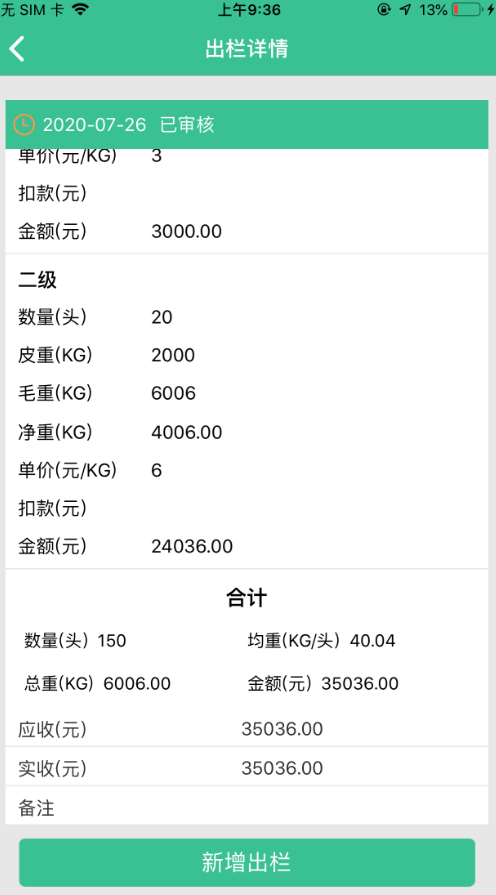 无 SIM 卡 上午9:36 13%
出栏详情
2020-07-26 已审核
单价(元/KG) 3
扣款(元)
金额(元) 3000.00
二级
数量(头) 20
皮重(KG) 2000
毛重(KG) 6006
净重(KG) 4006.00
单价(元/KG) 6
扣款(元)
金额(元) 24036.00
合计
数量(头) 150 均重(KG/头) 40.04
总重(KG) 6006.00 金额(元) 35036.00
应收(元) 35036.00
实收(元) 35036.00
备注
新增出栏